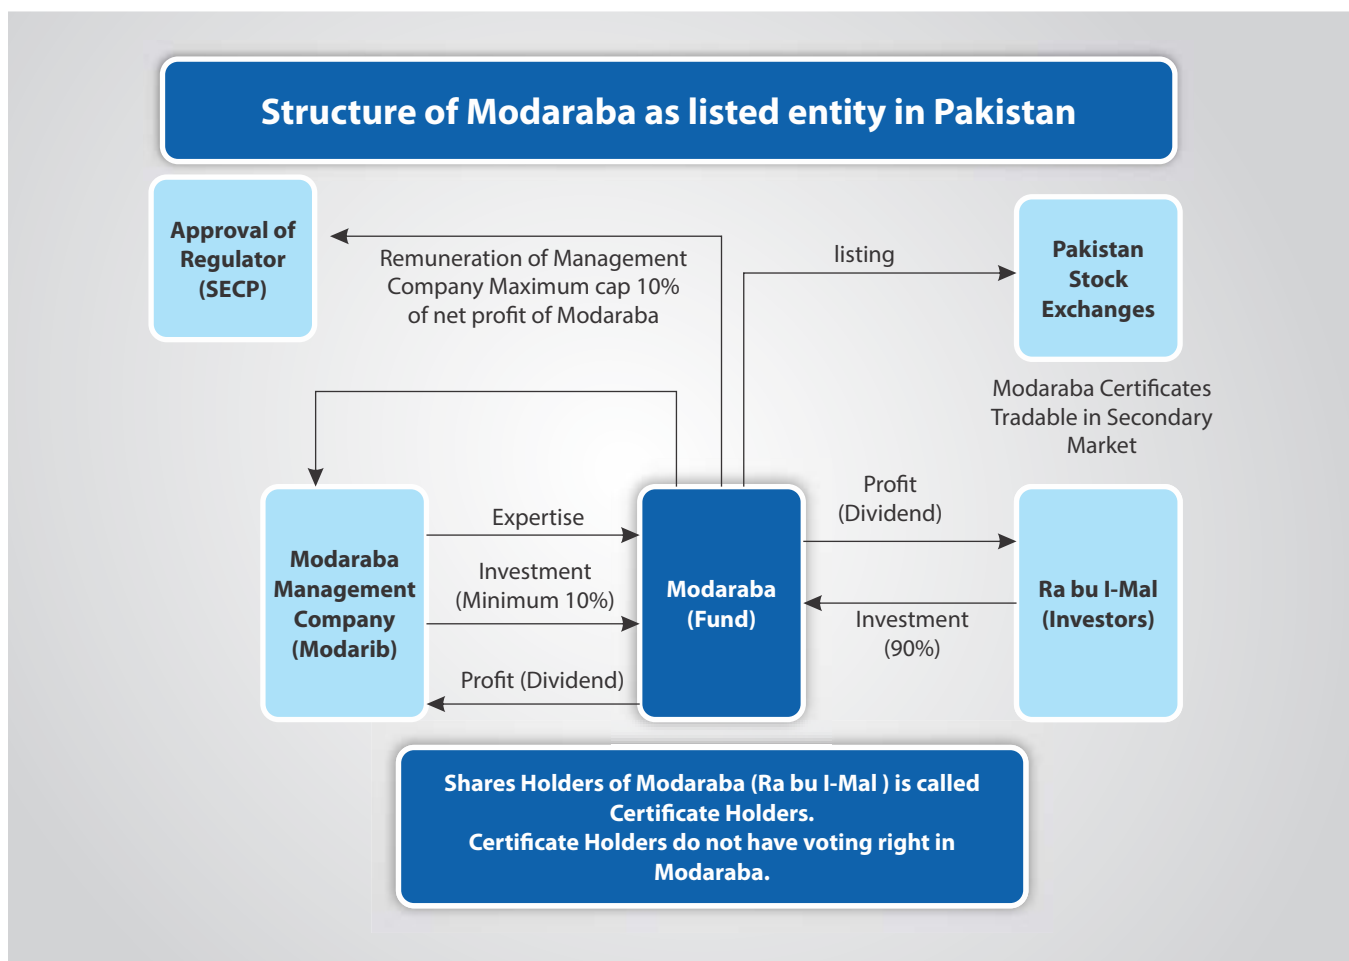 Structure of Modaraba as listed entity in Pakistan
Approval of
Regulator
(SECP)
Remuneration of Management
Company Maximum cap 10%
of net profit of Modaraba
listing
Pakistan
Stock
Exchanges
Modaraba Certificates
Tradable in Secondary
Market
Modaraba
Management
Company
(Modarib)
Expertise
Investment
(Minimum 10%)
Profit (Dividend)
Modaraba
(Fund)
Profit
(Dividend)
Investment
(90%)
Ra bu I-Mal
(Investors)
Shares Holders of Modaraba (Ra bu I-Mal ) is called
Certificate Holders.
Certificate Holders do not have voting right in
Modaraba.